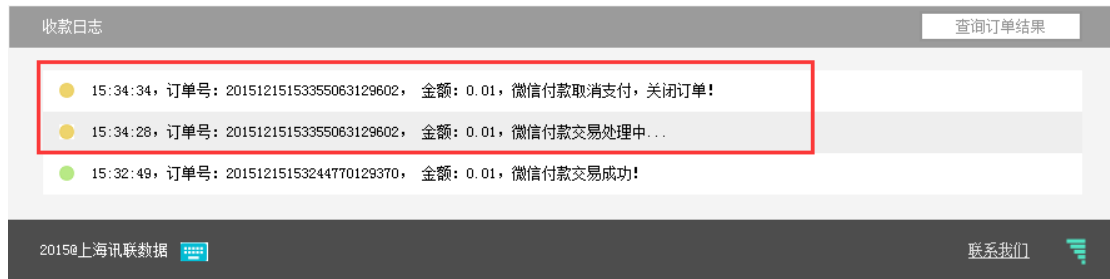 收款日志
查询订单结果
15:34:34，订单号：20151215153355063129602， 金额：0.01，微信付款取消支付，关闭订单！
15:34:28，订单号：20151215153355063129602， 金额：0.01，微信付款交易处理中...
15:32:49，订单号：20151215153244770129370， 金额：0.01，微信付款交易成功！
2015@上海讯联数据
联系我们